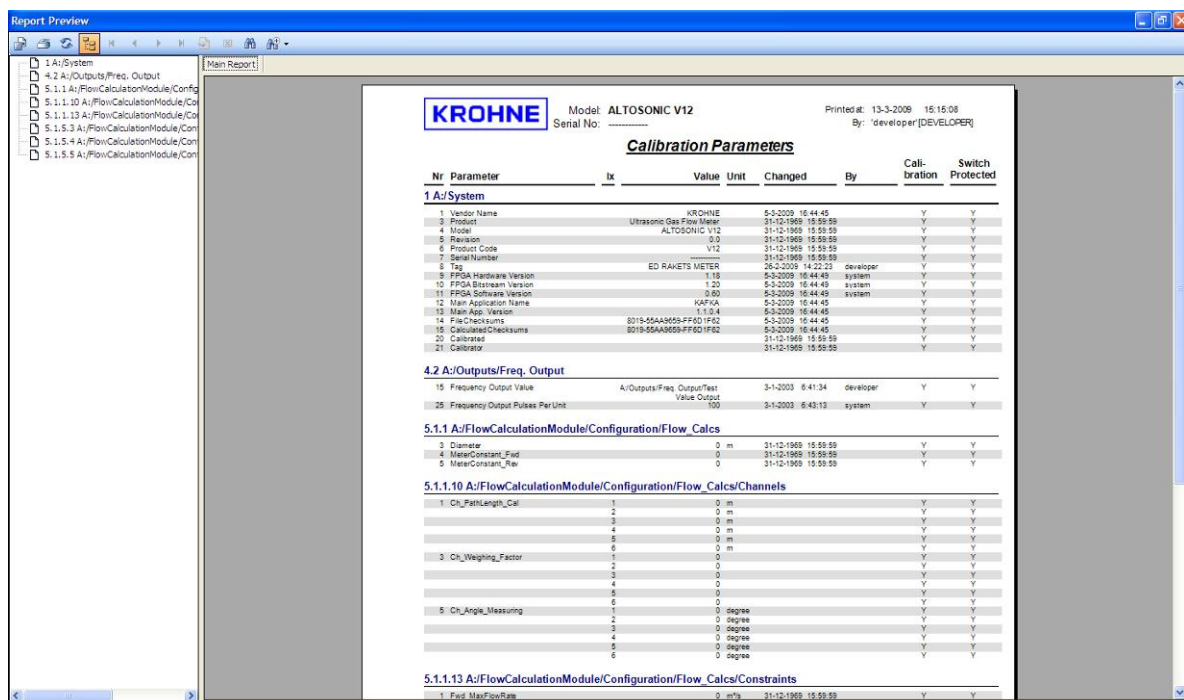 Report Preview
1 A:/System
4.2 A:/Outputs/Freq. Output
5.1.1 A:/FlowCalculationModule/Config
5.1.1.10 A:/FlowCalculationModule/Co
5.1.1.13 A:/FlowCalculationModule/Co
5.1.5.3 A:/FlowCalculationModule/Con
5.1.5.4 A:/FlowCalculationModule/Con
5.1.5.5 A:/FlowCalculationModule/Con
Main Report
KROHNE Model: ALTOSONIC V12 Printed at: 13-3-2009 15:15:08
Serial No: ------------ By: 'developer'[DEVELOPER]
Calibration Parameters
Nr Parameter Ix Value Unit Changed By Cali-bration Switch Protected
1 A:/System
1 Vendor Name KROHNE 5-3-2009 16:44:45 Y Y
3 Product Ultrasonic Gas Flow Meter 31-12-1969 15:59:59 Y Y
4 Model ALTOSONIC V12 31-12-1969 15:59:59 Y Y
5 Revision 0.0 31-12-1969 15:59:59 Y Y
6 Product Code V12 31-12-1969 15:59:59 Y Y
7 Serial Number ------------ 31-12-1969 15:59:59 Y Y
8 Tag ED RAKETS METER 26-2-2009 14:22:23 developer Y Y
9 FPGA Hardware Version 1.18 5-3-2009 16:44:49 system Y Y
10 FPGA Bitstream Version 1.20 5-3-2009 16:44:49 system Y Y
11 FPGA Software Version 0.60 5-3-2009 16:44:49 system Y Y
12 Main Application Name KAFKA 5-3-2009 16:44:45 Y Y
13 Main App. Version 1.1.0.4 5-3-2009 16:44:45 Y Y
14 FileChecksums 8019-55AA9659-FF6D1F62 5-3-2009 16:44:45 Y Y
15 CalculatedChecksums 8019-55AA9659-FF6D1F62 5-3-2009 16:44:45 Y Y
20 Calibrated 31-12-1969 15:59:59 Y Y
21 Calibrator 31-12-1969 15:59:59 Y Y
4.2 A:/Outputs/Freq. Output
15 Frequency Output Value A:/Outputs/Freq. Output/Test 3-1-2003 6:41:34 developer Y Y
Value Output
25 Frequency Output Pulses Per Unit 100 3-1-2003 6:43:13 system Y Y
5.1.1 A:/FlowCalculationModule/Configuration/Flow_Calcs
3 Diameter 0 m 31-12-1969 15:59:59 Y Y
4 MeterConstant_Fwd 0 31-12-1969 15:59:59 Y Y
5 MeterConstant_Rev 0 31-12-1969 15:59:59 Y Y
5.1.1.10 A:/FlowCalculationModule/Configuration/Flow_Calcs/Channels
1 Ch_PathLength_Cal 1 0 m Y Y
2 0 m Y Y
3 0 m Y Y
4 0 m Y Y
5 0 m Y Y
6 0 m Y Y
3 Ch_Weighing_Factor 1 0 Y Y
2 0 Y Y
3 0 Y Y
4 0 Y Y
5 0 Y Y
6 0 Y Y
5 Ch_Angle_Measuring 1 0 degree Y Y
2 0 degree Y Y
3 0 degree Y Y
4 0 degree Y Y
5 0 degree Y Y
6 0 degree Y Y
5.1.1.13 A:/FlowCalculationModule/Configuration/Flow_Calcs/Constraints
1 Fwd_MaxFlowRate 0 m³/s 31-12-1969 15:59:59 Y Y